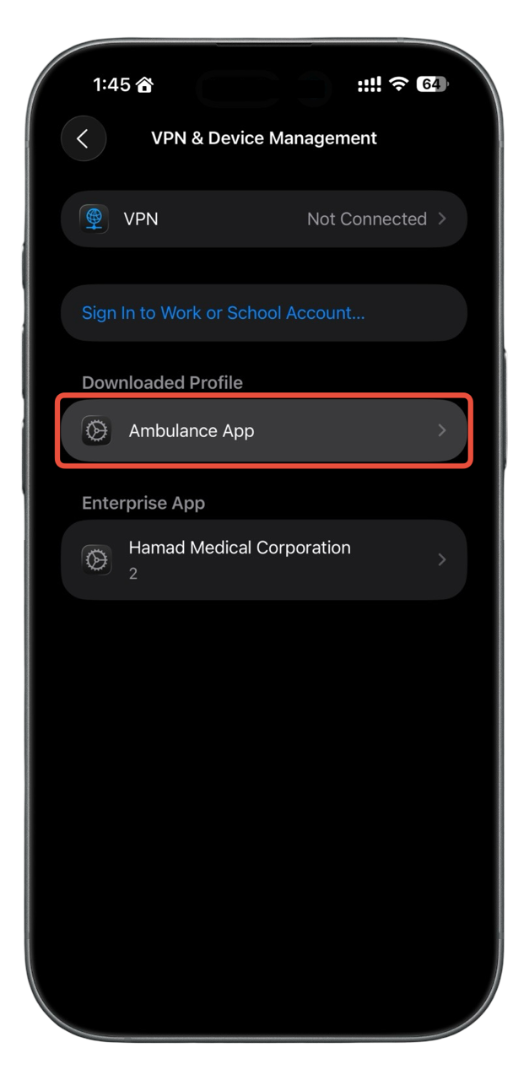 1:45
64
VPN & Device Management
VPN
Not Connected
Sign In to Work or School Account...
Downloaded Profile
Ambulance App
Enterprise App
Hamad Medical Corporation
2